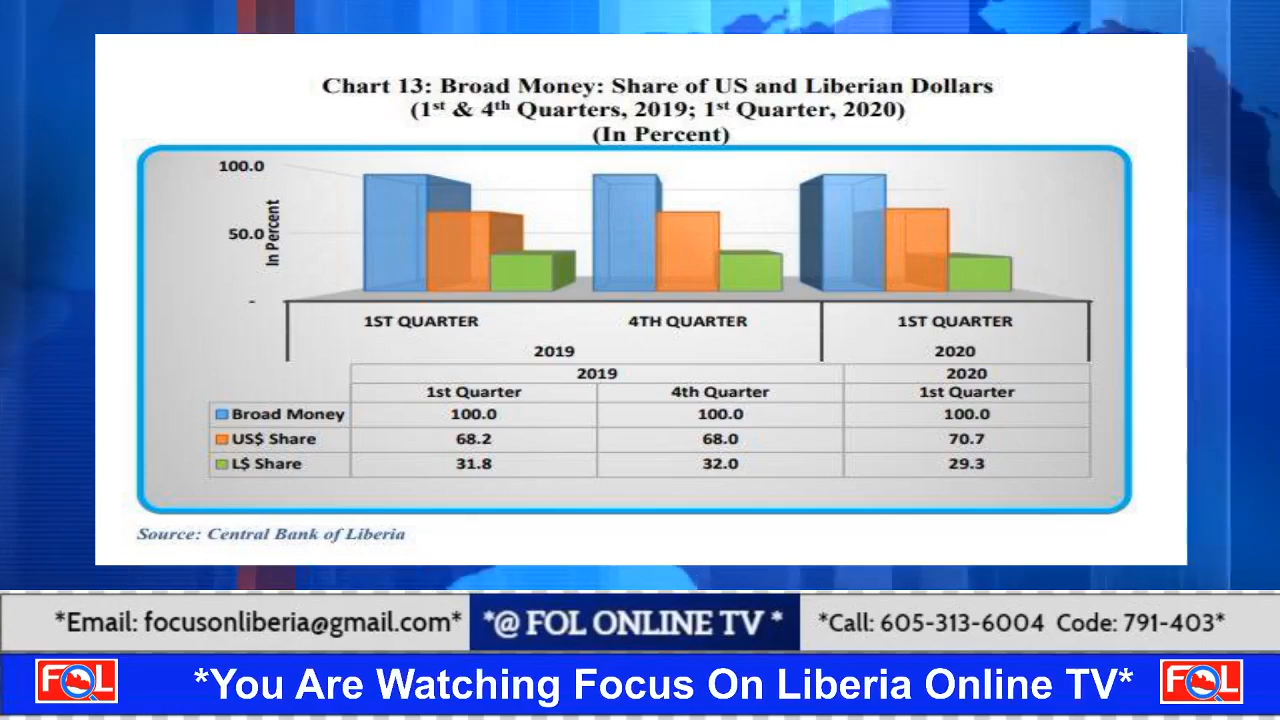 Chart 13: Broad Money: Share of US and Liberian Dollars
(1st & 4th Quarters, 2019; 1st Quarter, 2020)
(In Percent)
100.0
50.0
-
In Percent
1ST QUARTER 4TH QUARTER 1ST QUARTER
2019 2020
2019 2020
1st Quarter 4th Quarter 1st Quarter
Broad Money 100.0 100.0 100.0
US$ Share 68.2 68.0 70.7
L$ Share 31.8 32.0 29.3
Source: Central Bank of Liberia
*Email: focusonliberia@gmail.com* *@ FOL ONLINE TV * *Call: 605-313-6004 Code: 791-403*
FOL *You Are Watching Focus On Liberia Online TV* FOL